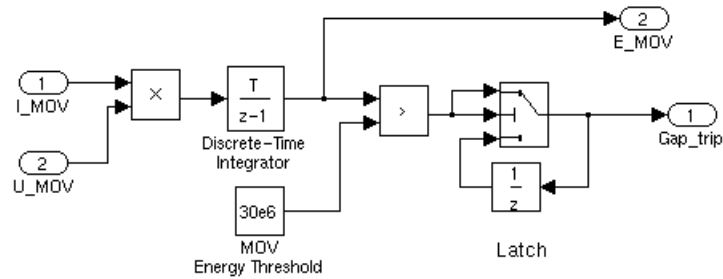 2
E_MOV
1
I_MOV
×
T
z-1
Discrete-Time
Integrator
>
1
Gap_trip
2
U_MOV
1
z
30e6
MOV
Energy Threshold
Latch